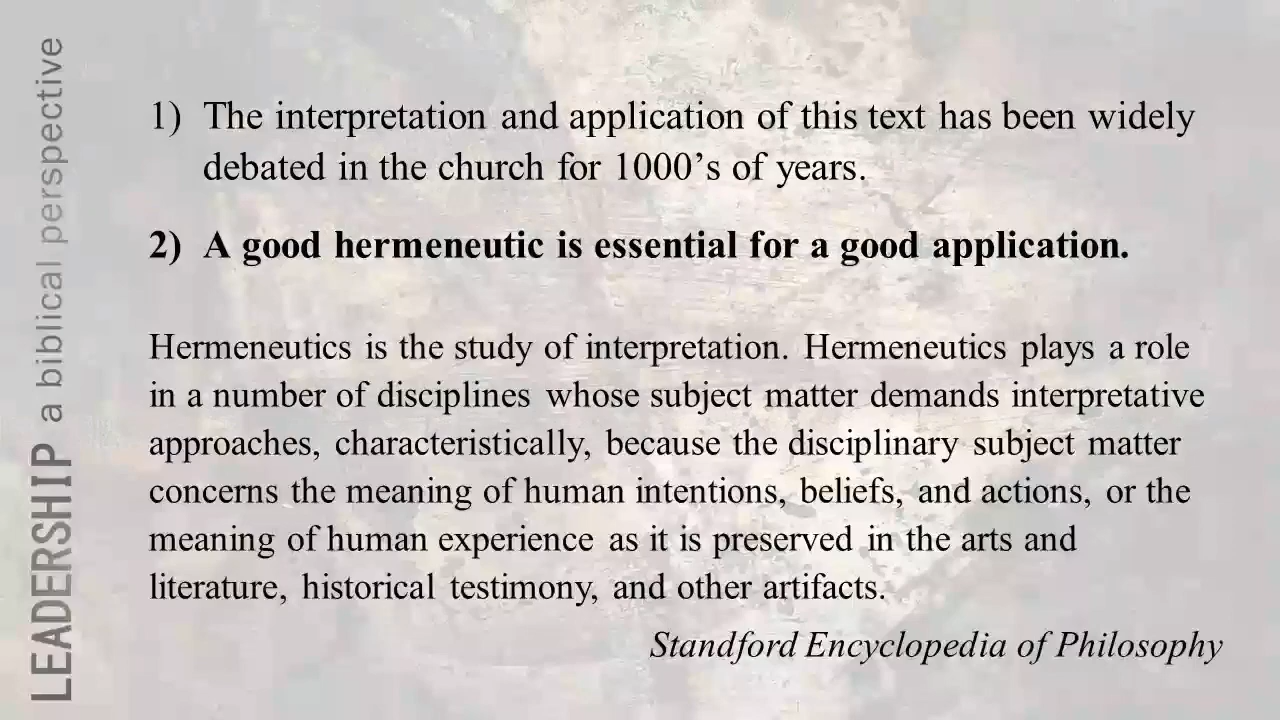 LEADERSHIP a biblical perspective
1) The interpretation and application of this text has been widely
debated in the church for 1000’s of years.
2) A good hermeneutic is essential for a good application.
Hermeneutics is the study of interpretation. Hermeneutics plays a role
in a number of disciplines whose subject matter demands interpretative
approaches, characteristically, because the disciplinary subject matter
concerns the meaning of human intentions, beliefs, and actions, or the
meaning of human experience as it is preserved in the arts and
literature, historical testimony, and other artifacts.
Standford Encyclopedia of Philosophy